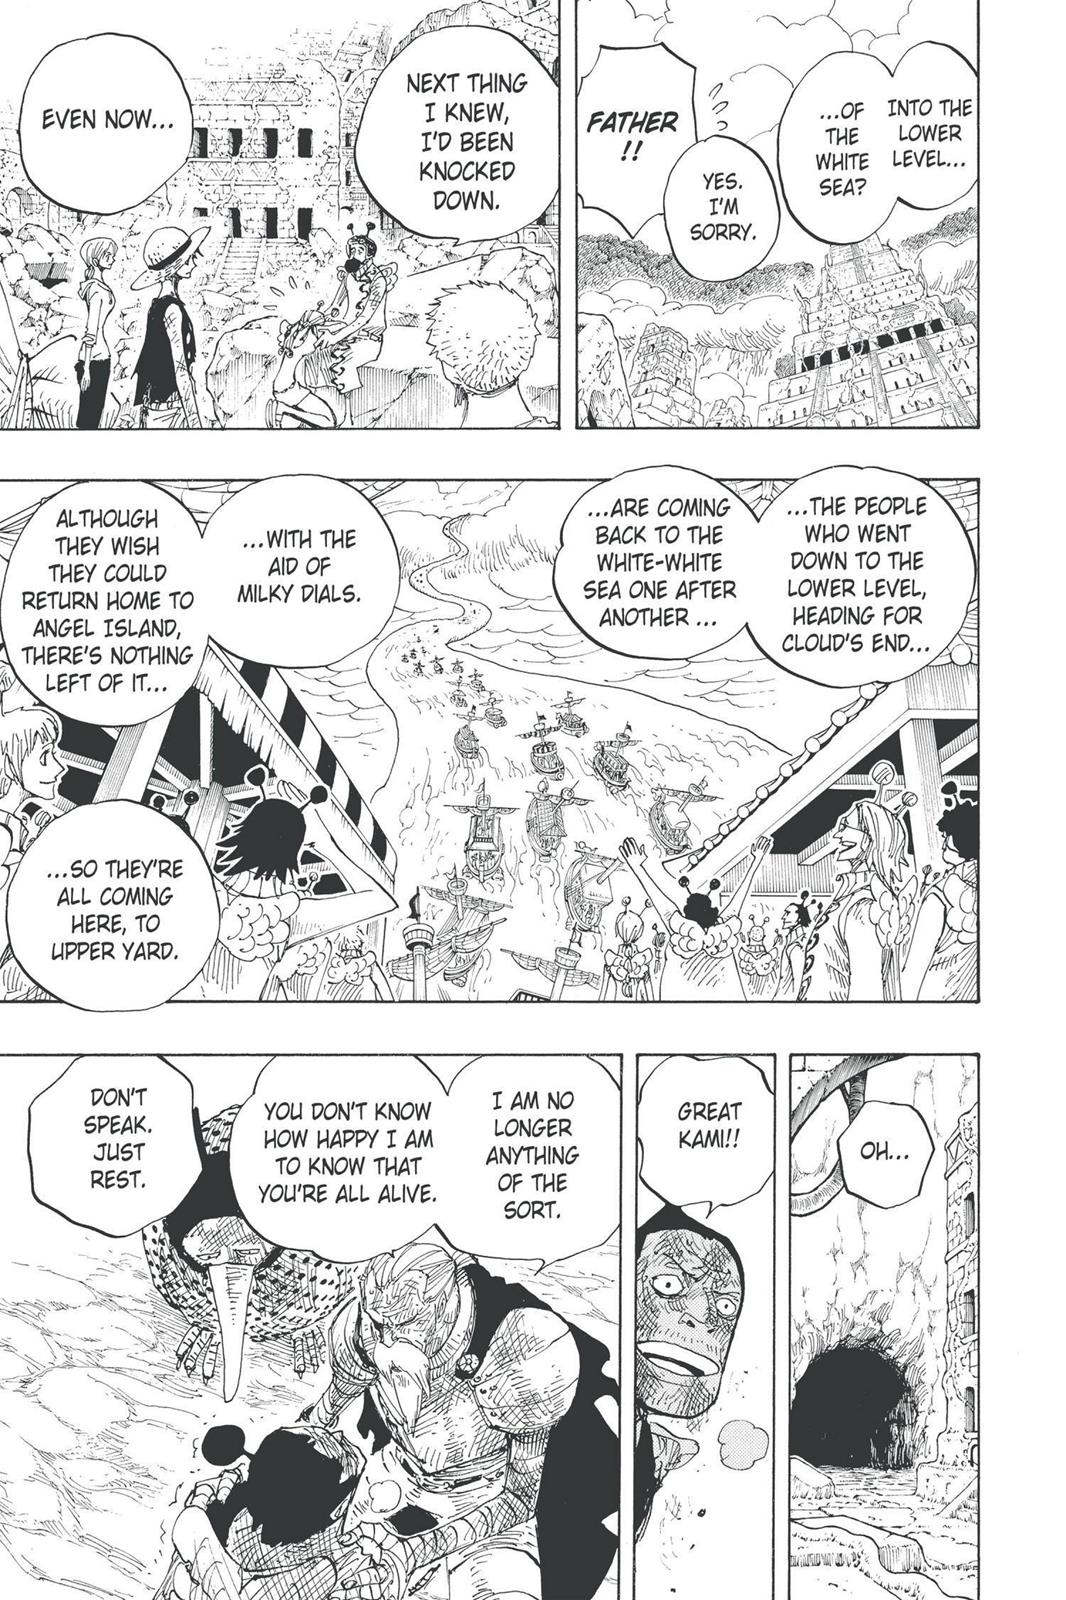 INTO THE
LOWER
LEVEL...
...OF
THE
WHITE
SEA?
FATHER
!!
YES.
I'M
SORRY.
NEXT THING
I KNEW,
I'D BEEN
KNOCKED
DOWN.
EVEN NOW...
...THE PEOPLE
WHO WENT
DOWN TO THE
LOWER LEVEL,
HEADING FOR
CLOUD'S END...
...ARE COMING
BACK TO THE
WHITE-WHITE
SEA ONE AFTER
ANOTHER ...
...WITH THE
AID OF
MILKY DIALS.
ALTHOUGH
THEY WISH
THEY COULD
RETURN HOME TO
ANGEL ISLAND,
THERE'S NOTHING
LEFT OF IT...
...SO THEY'RE
ALL COMING
HERE, TO
UPPER YARD.
OH...
GREAT
KAMI!!
I AM NO
LONGER
ANYTHING
OF THE
SORT.
YOU DON'T KNOW
HOW HAPPY I AM
TO KNOW THAT
YOU'RE ALL ALIVE.
DON'T
SPEAK.
JUST
REST.